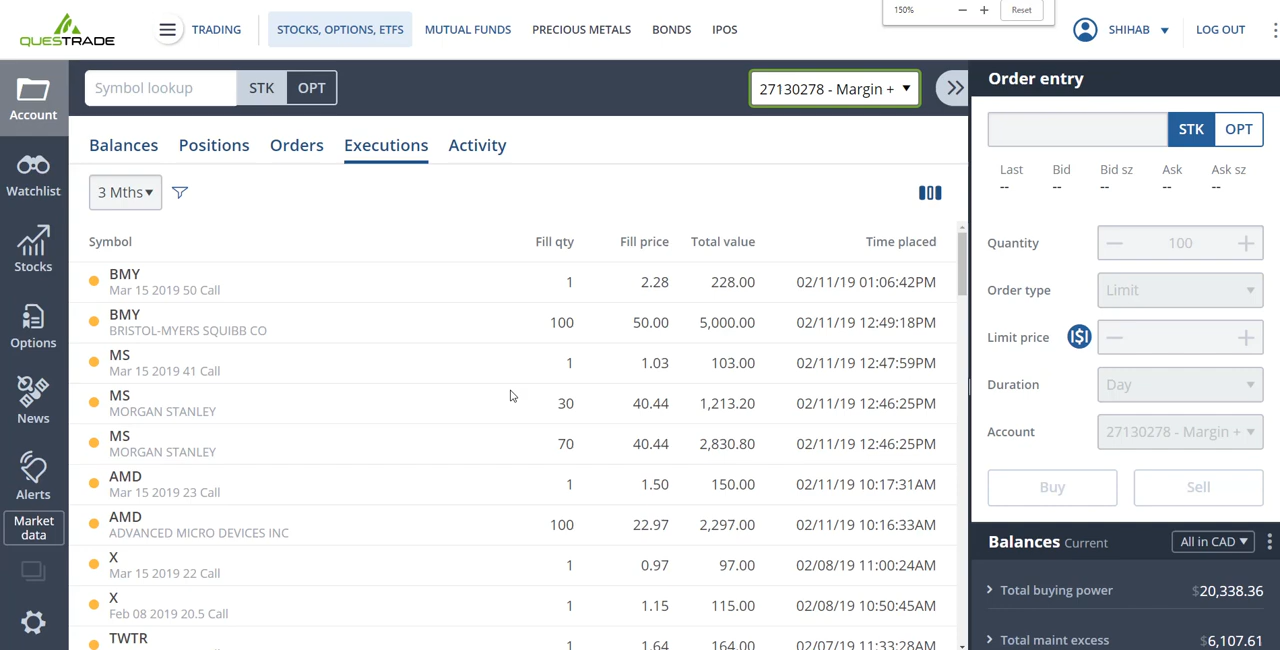 150% − + Reset
QUESTRADE TRADING STOCKS, OPTIONS, ETFS MUTUAL FUNDS PRECIOUS METALS BONDS IPOS SHIHAB LOG OUT
Account
Watchlist
Stocks
Options
News
Alerts
Market data
Symbol lookup STK OPT 27130278 - Margin +
Balances Positions Orders Executions Activity
3 Mths
Symbol Fill qty Fill price Total value Time placed
BMY
Mar 15 2019 50 Call 1 2.28 228.00 02/11/19 01:06:42PM
BMY
BRISTOL-MYERS SQUIBB CO 100 50.00 5,000.00 02/11/19 12:49:18PM
MS
Mar 15 2019 41 Call 1 1.03 103.00 02/11/19 12:47:59PM
MS
MORGAN STANLEY 30 40.44 1,213.20 02/11/19 12:46:25PM
MS
MORGAN STANLEY 70 40.44 2,830.80 02/11/19 12:46:25PM
AMD
Mar 15 2019 23 Call 1 1.50 150.00 02/11/19 10:17:31AM
AMD
ADVANCED MICRO DEVICES INC 100 22.97 2,297.00 02/11/19 10:16:33AM
X
Mar 15 2019 22 Call 1 0.97 97.00 02/08/19 11:00:24AM
X
Feb 08 2019 20.5 Call 1 1.15 115.00 02/08/19 10:50:45AM
TWTR 1 1.64 164.00 02/07/19 11:33:28AM
Order entry
STK OPT
Last Bid Bid sz Ask Ask sz
-- -- -- -- --
Quantity − 100 +
Order type Limit
Limit price I$I − +
Duration Day
Account 27130278 - Margin +
Buy Sell
Balances Current All in CAD
Total buying power $20,338.36
Total maint excess $6,107.61